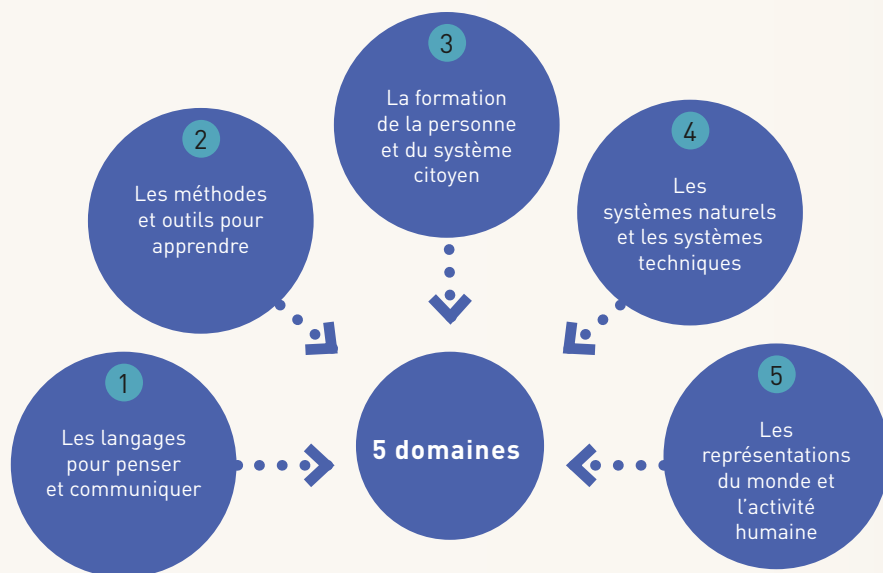 1
Les langages
pour penser
et communiquer
2
Les méthodes
et outils pour
apprendre
3
La formation
de la personne
et du système
citoyen
4
Les
systèmes naturels
et les systèmes
techniques
5
Les
représentations
du monde et
l’activité
humaine
5 domaines